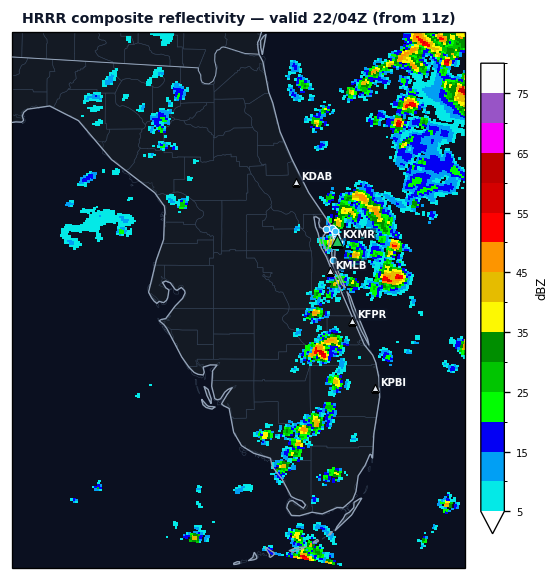 HRRR composite reflectivity — valid 22/04Z (from 11z)
KDAB
KXMR
KMLB
KFPR
KPBI
75
65
55
45
35
25
15
5
dBZ